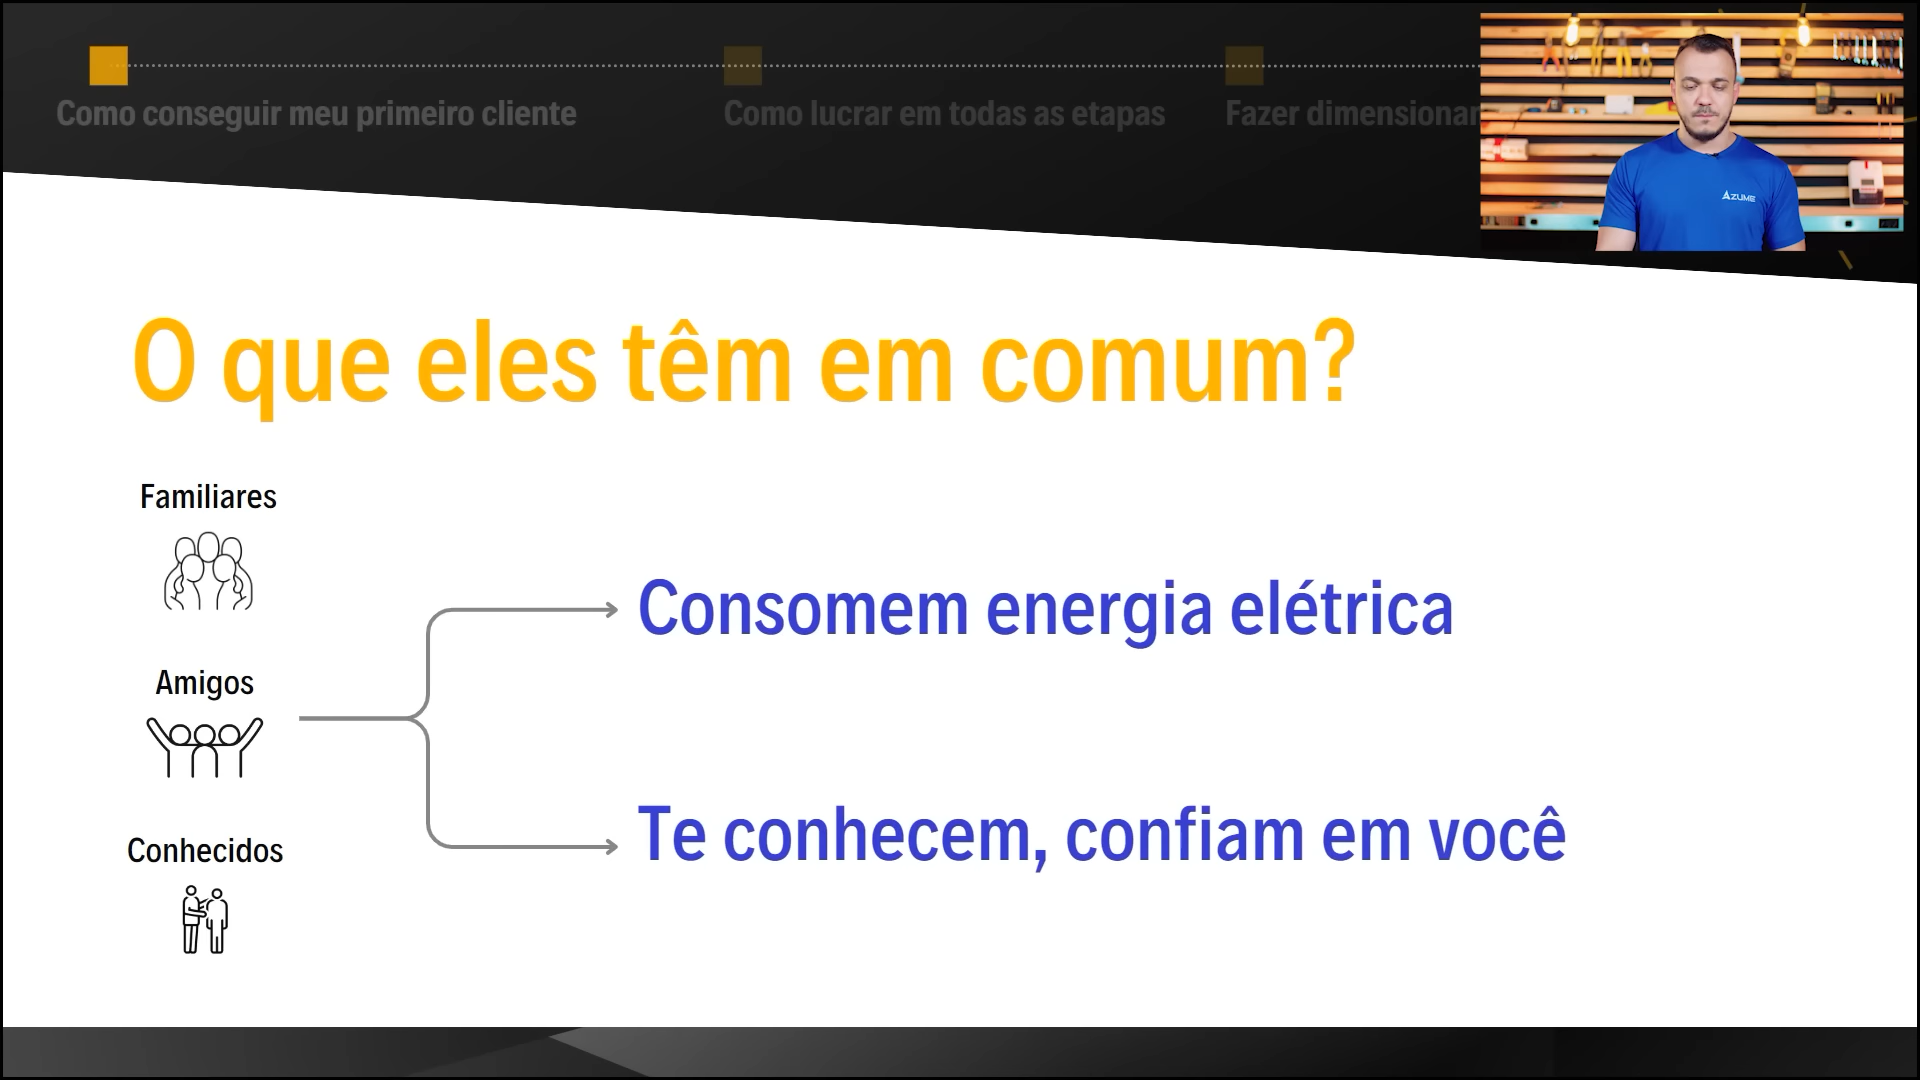 Como conseguir meu primeiro cliente
Como lucrar em todas as etapas
Fazer dimensionar
AZUME
O que eles têm em comum?
Familiares
Consomem energia elétrica
Amigos
Te conhecem, confiam em você
Conhecidos